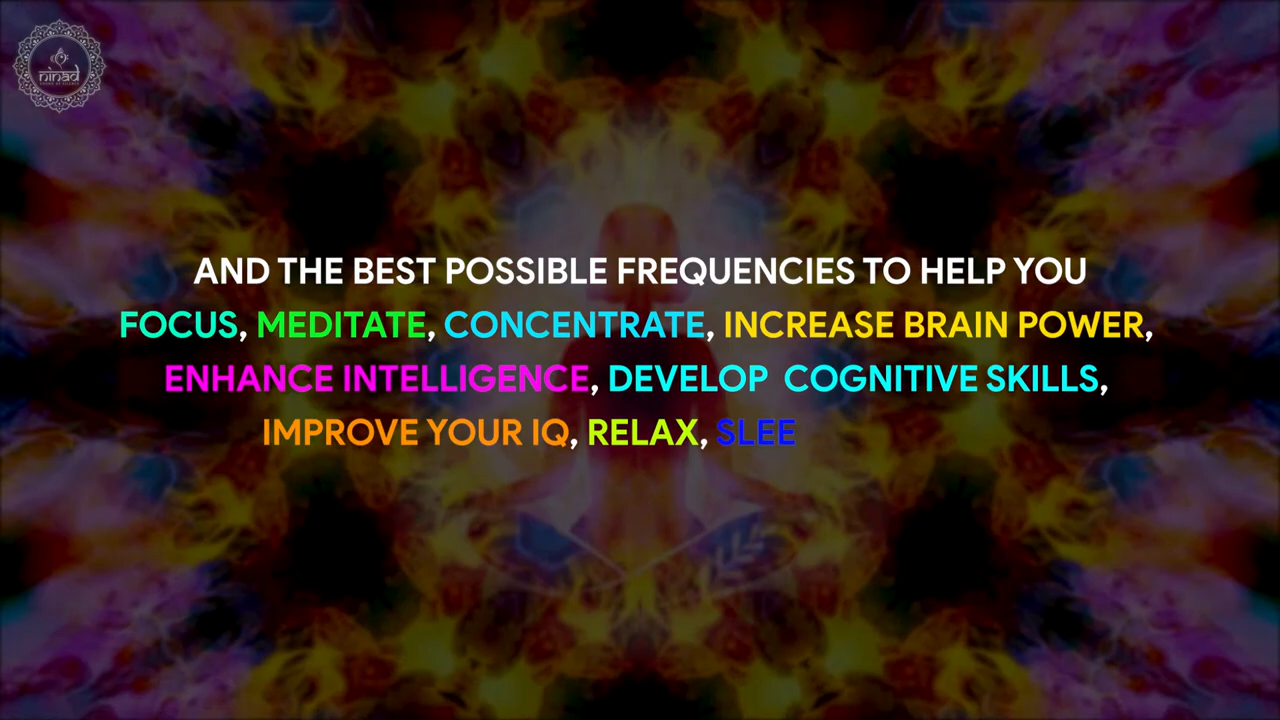 ninad
AND THE BEST POSSIBLE FREQUENCIES TO HELP YOU
FOCUS, MEDITATE, CONCENTRATE, INCREASE BRAIN POWER,
ENHANCE INTELLIGENCE, DEVELOP COGNITIVE SKILLS,
IMPROVE YOUR IQ, RELAX, SLEE